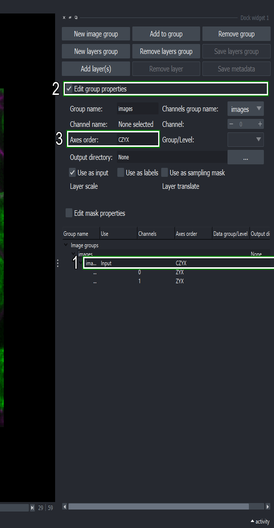 Dock widget 1
New image group Add to group Remove group
New layers group Remove layers group Save layers group
Add layer(s) Remove layer Save metadata
2 Edit group properties
Group name: images Channels group name: images
Channel name: None selected Channel: 0
3 Axes order: CZYX Group/Level:
Output directory: None ...
Use as input Use as labels Use as sampling mask
Layer scale Layer translate
Edit mask properties
Group name Use Channels Axes order Data group/Level Output di
Image groups
images None
1 ima... Input CZYX
... 0 ZYX
... 1 ZYX
29 59
activity